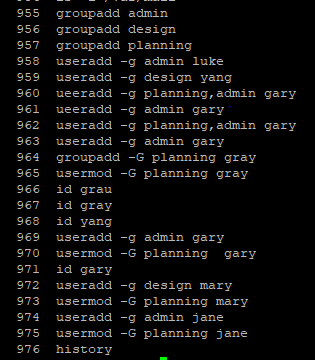 955 groupadd admin
956 groupadd design
957 groupadd planning
958 useradd -g admin luke
959 useradd -g design yang
960 ueeradd -g planning,admin gary
961 ueeradd -g admin gary
962 useradd -g planning,admin gary
963 useradd -g admin gary
964 groupadd -G planning gray
965 usermod -G planning gray
966 id grau
967 id gray
968 id yang
969 useradd -g admin gary
970 usermod -G planning  gary
971 id gary
972 useradd -g design mary
973 usermod -G planning mary
974 useradd -g admin jane
975 usermod -G planning jane
976 history